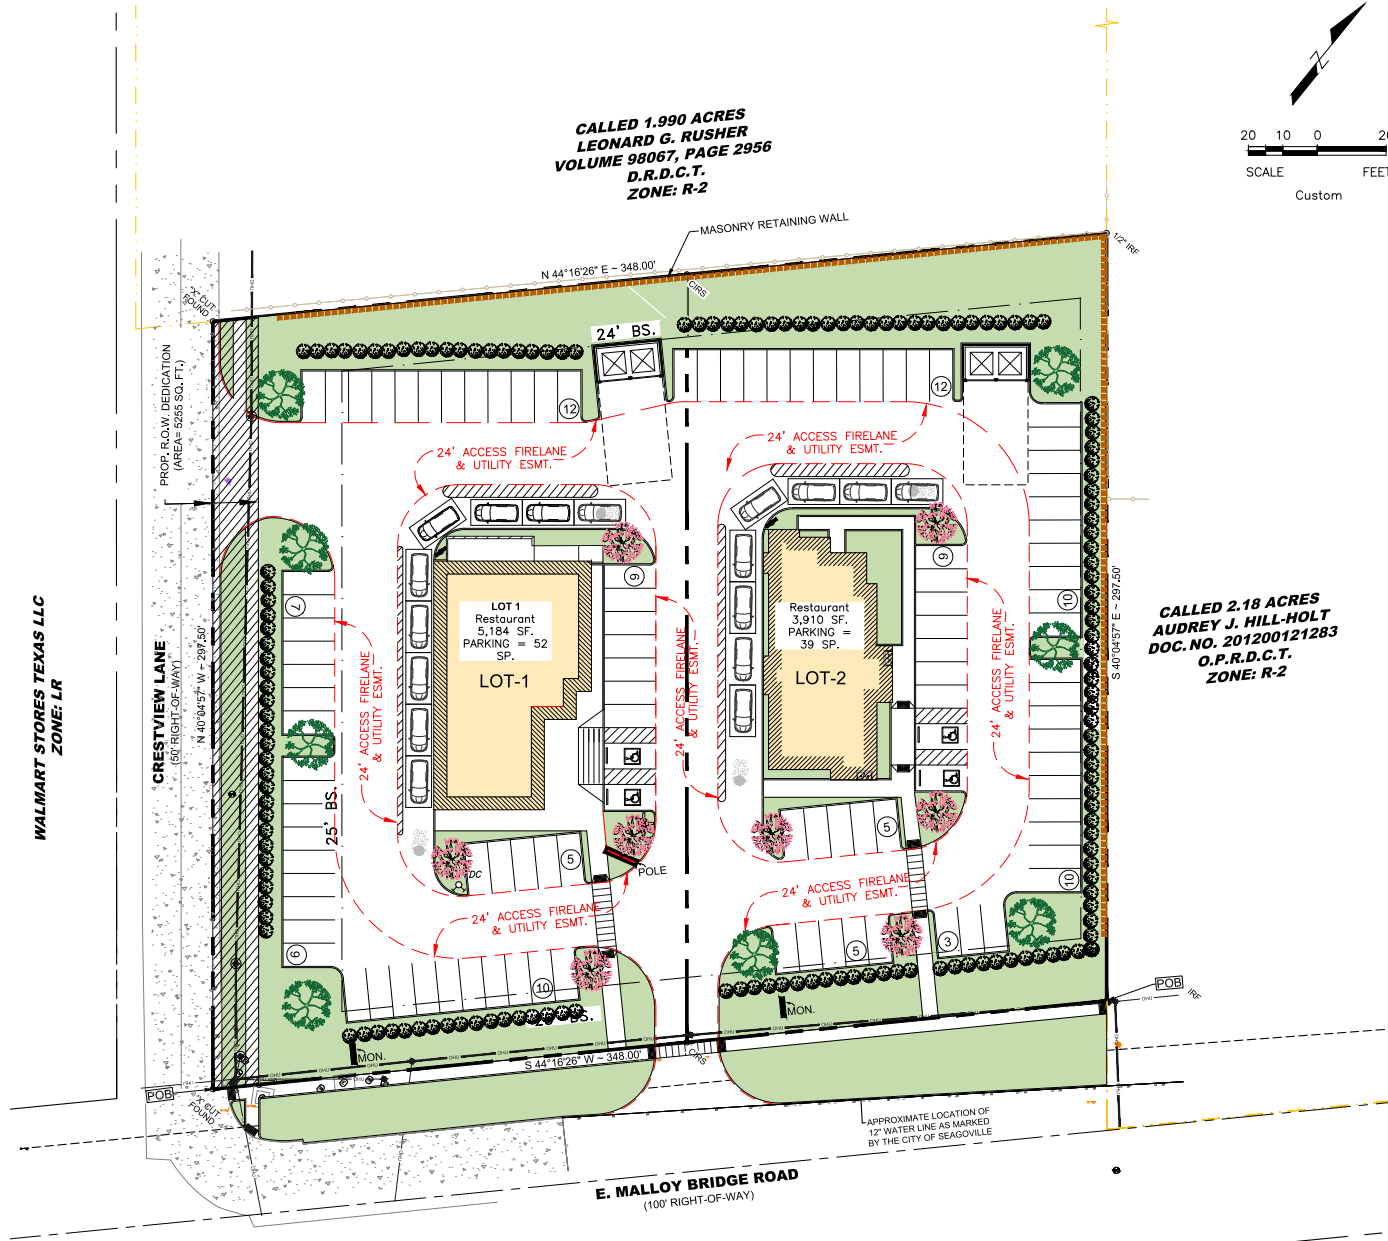 CALLED 1.990 ACRES
LEONARD G. RUSHER
VOLUME 98067, PAGE 2956
D.R.D.C.T.
ZONE: R-2
N
20 10 0 20
SCALE FEET
Custom
MASONRY RETAINING WALL
N 44°16'26" E ~ 348.00'
CIRS
1/2" IRF
"X" CUT
FOUND
24' BS.
PROP. R.O.W. DEDICATION
(AREA= 5255 SQ. FT.)
12
12
24' ACCESS FIRELANE
& UTILITY ESMT.
24' ACCESS FIRELANE
& UTILITY ESMT.
9
9
7
10
LOT 1
Restaurant
5,184 SF.
PARKING = 52
SP.
LOT-1
Restaurant
3,910 SF.
PARKING =
39 SP.
LOT-2
24' ACCESS FIRELANE
& UTILITY ESMT.
24' ACCESS FIRELANE
& UTILITY ESMT.
24' ACCESS FIRELANE
& UTILITY ESMT.
WALMART STORES TEXAS LLC
ZONE: LR
CRESTVIEW LANE
(50' RIGHT-OF-WAY)
N 40°04'57" W ~ 297.50'
S 40°04'57" E ~ 297.50'
CALLED 2.18 ACRES
AUDREY J. HILL-HOLT
DOC.NO. 201200121283
O.P.R.D.C.T.
ZONE: R-2
25' BS.
5
5
POLE
10
24' ACCESS FIRELANE
& UTILITY ESMT.
24' ACCESS FIRELANE
& UTILITY ESMT.
9
10
5
3
BS.
MON.
MON.
POB
IRF
S 44°16'26" W ~ 348.00'
CIRS
POB
"X" CUT
FOUND
OHU
APPROXIMATE LOCATION OF
12" WATER LINE AS MARKED
BY THE CITY OF SEAGOVILLE
E. MALLOY BRIDGE ROAD
(100' RIGHT-OF-WAY)